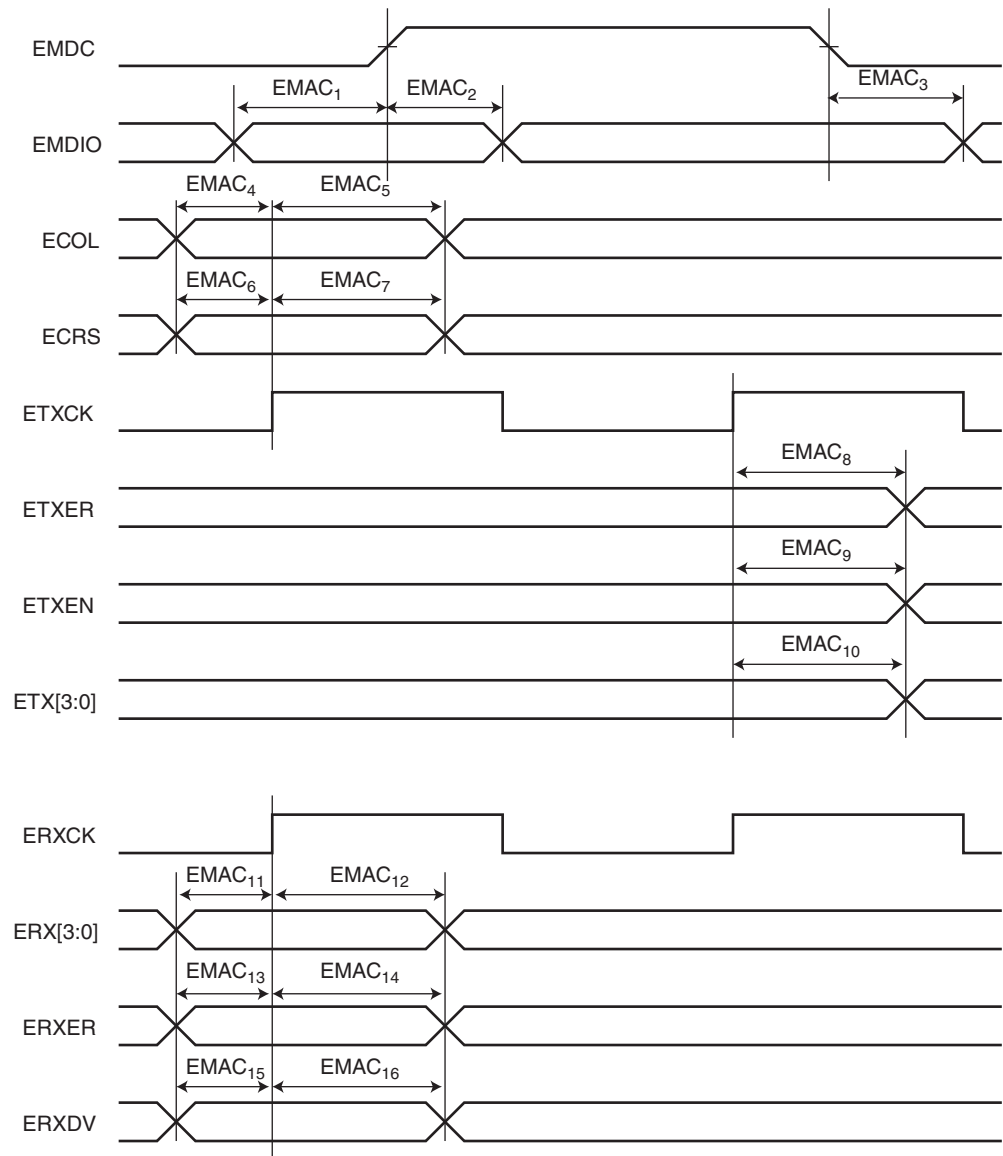 EMDC
EMAC1 EMAC2 EMAC3
EMDIO
EMAC4 EMAC5
ECOL
EMAC6 EMAC7
ECRS
ETXCK
EMAC8
ETXER
EMAC9
ETXEN
EMAC10
ETX[3:0]
ERXCK
EMAC11 EMAC12
ERX[3:0]
EMAC13 EMAC14
ERXER
EMAC15 EMAC16
ERXDV